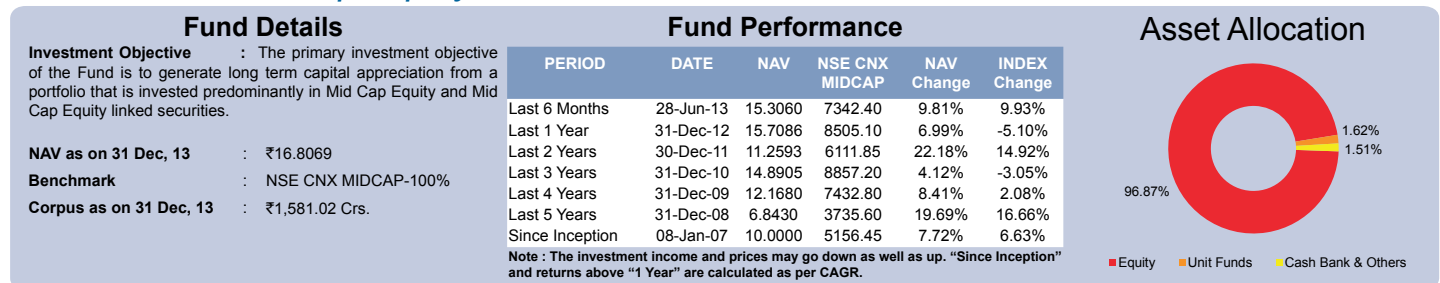 Fund Details
Investment Objective : The primary investment objective
of the Fund is to generate long term capital appreciation from a
portfolio that is invested predominantly in Mid Cap Equity and Mid
Cap Equity linked securities.
NAV as on 31 Dec, 13 : ₹16.8069
Benchmark : NSE CNX MIDCAP-100%
Corpus as on 31 Dec, 13 : ₹1,581.02 Crs.
Fund Performance
PERIOD DATE NAV NSE CNX MIDCAP NAV Change INDEX Change
Last 6 Months 28-Jun-13 15.3060 7342.40 9.81% 9.93%
Last 1 Year 31-Dec-12 15.7086 8505.10 6.99% -5.10%
Last 2 Years 30-Dec-11 11.2593 6111.85 22.18% 14.92%
Last 3 Years 31-Dec-10 14.8905 8857.20 4.12% -3.05%
Last 4 Years 31-Dec-09 12.1680 7432.80 8.41% 2.08%
Last 5 Years 31-Dec-08 6.8430 3735.60 19.69% 16.66%
Since Inception 08-Jan-07 10.0000 5156.45 7.72% 6.63%
Note : The investment income and prices may go down as well as up. “Since Inception”
and returns above “1 Year” are calculated as per CAGR.
Asset Allocation
1.62%
1.51%
96.87%
Equity Unit Funds Cash Bank & Others